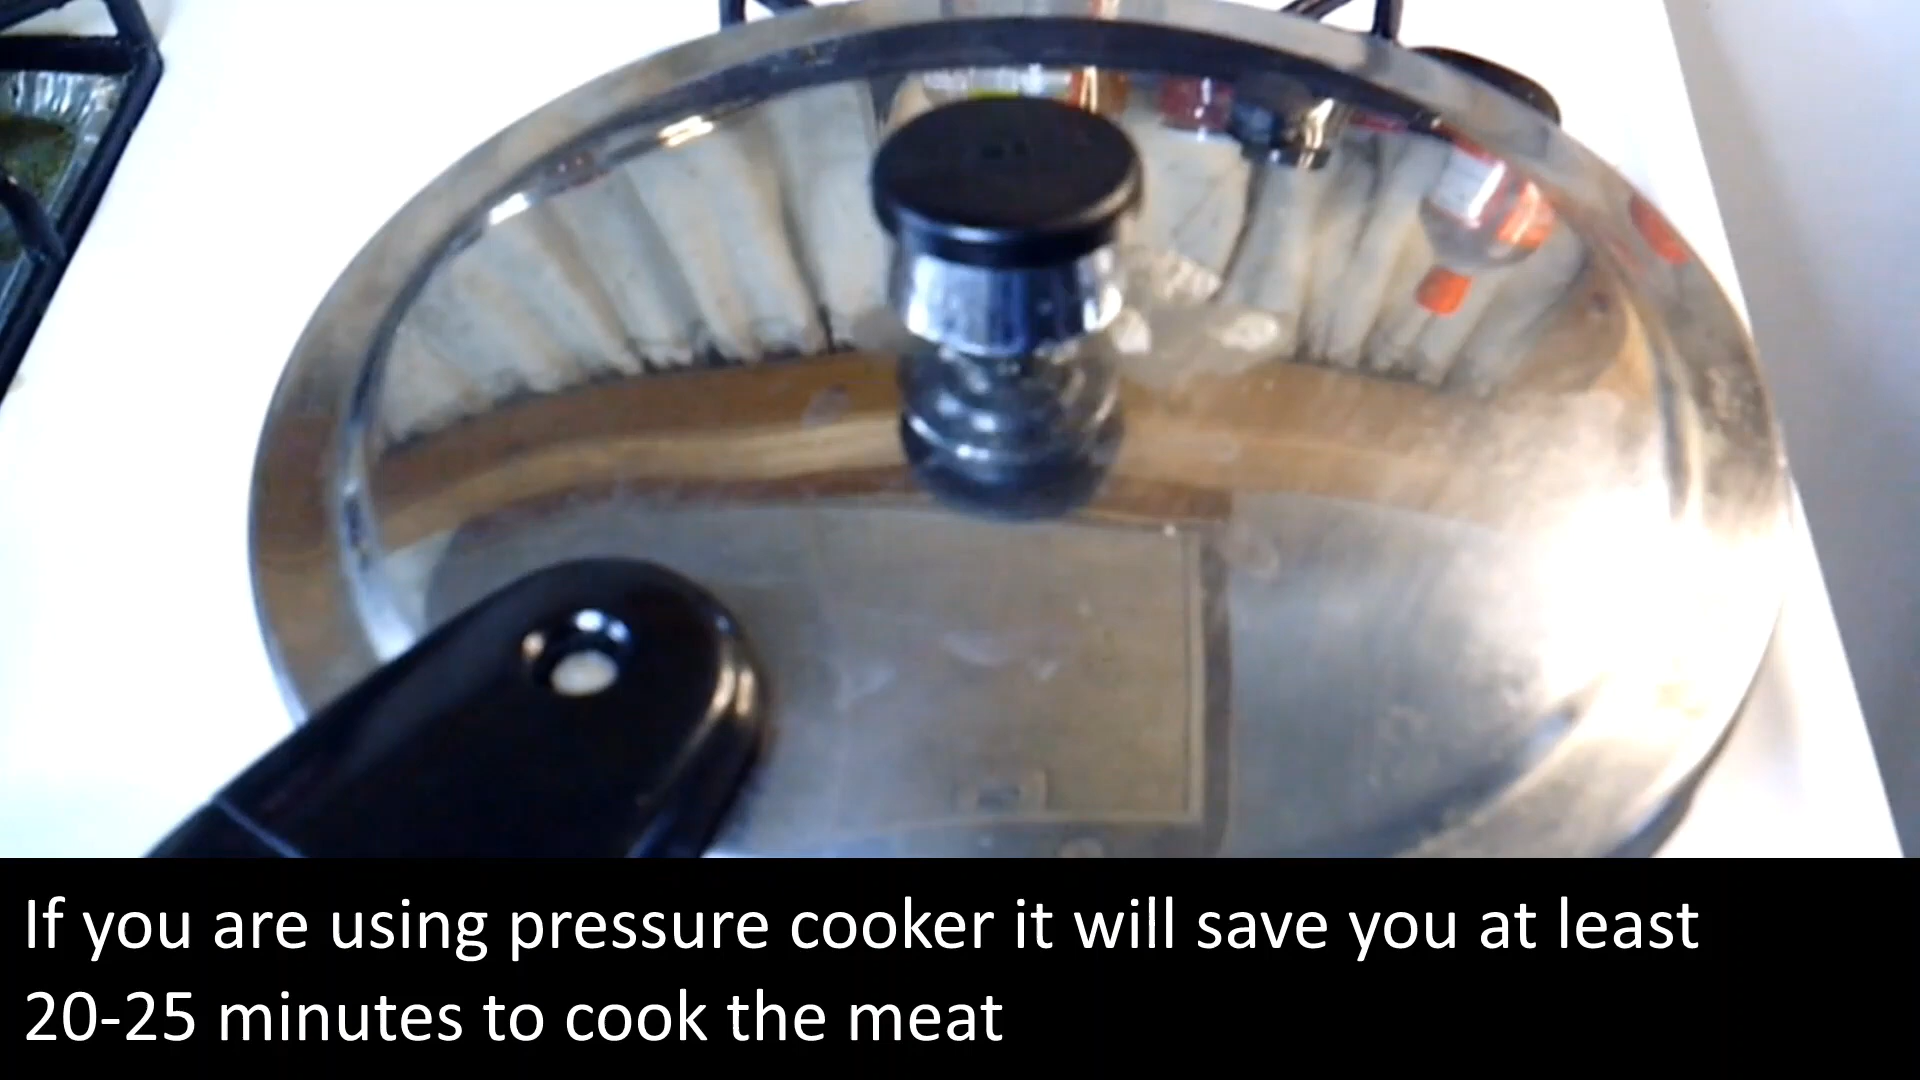 If you are using pressure cooker it will save you at least
20-25 minutes to cook the meat